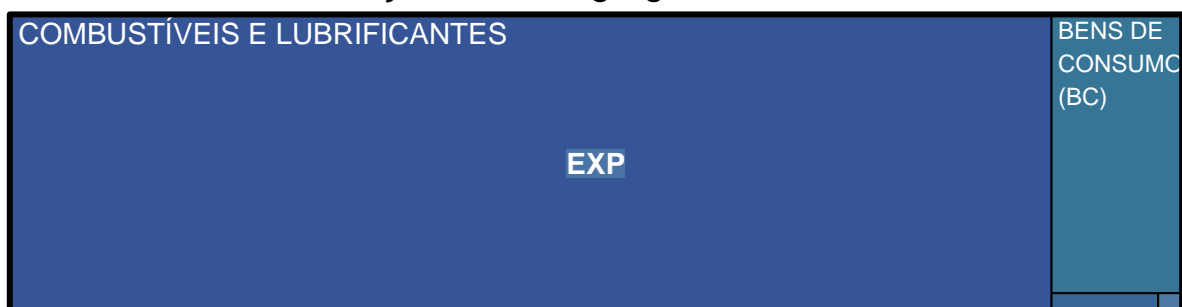 COMBUSTÍVEIS E LUBRIFICANTES
BENS DE
CONSUMO
(BC)
EXP